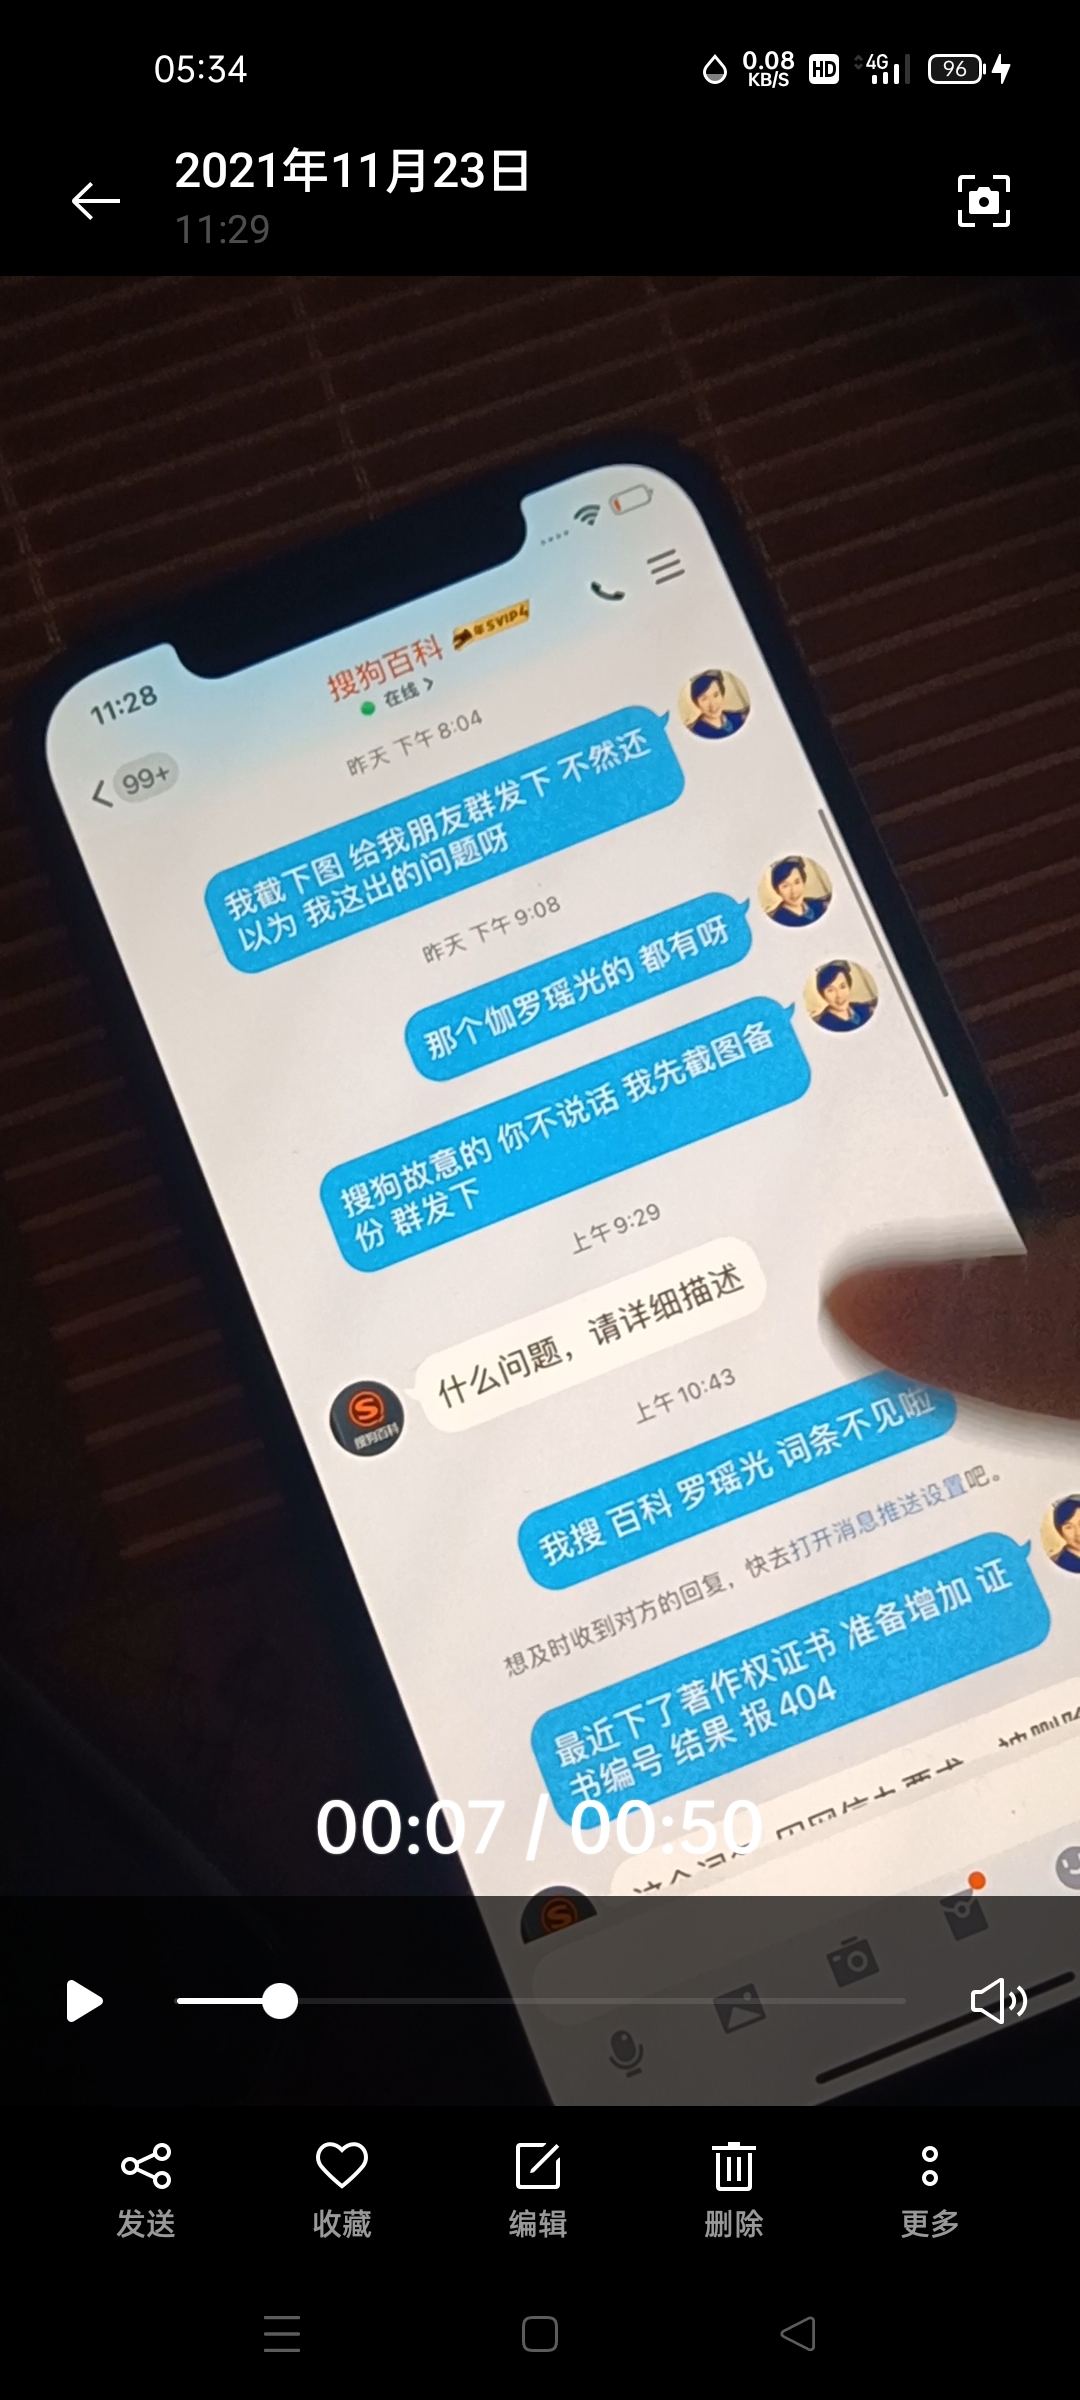 05:34
0.08
KB/S
HD
4G
96
2021年11月23日
11:29
11:28
搜狗百科
年SVIP4
在线 >
99+
昨天 下午 8:04
我截下图 给我朋友群发下 不然还
以为 我这出的问题呀
昨天 下午 9:08
那个伽罗瑶光的 都有呀
搜狗故意的 你不说话 我先截图备
份 群发下
上午 9:29
什么问题，请详细描述
搜狗百科
上午 10:43
我搜 百科 罗瑶光 词条不见啦
想及时收到对方的回复，快去打开消息推送设置吧。
最近下了著作权证书 准备增加 证
书编号 结果 报 404
00:07 / 00:50
发送
收藏
编辑
删除
更多